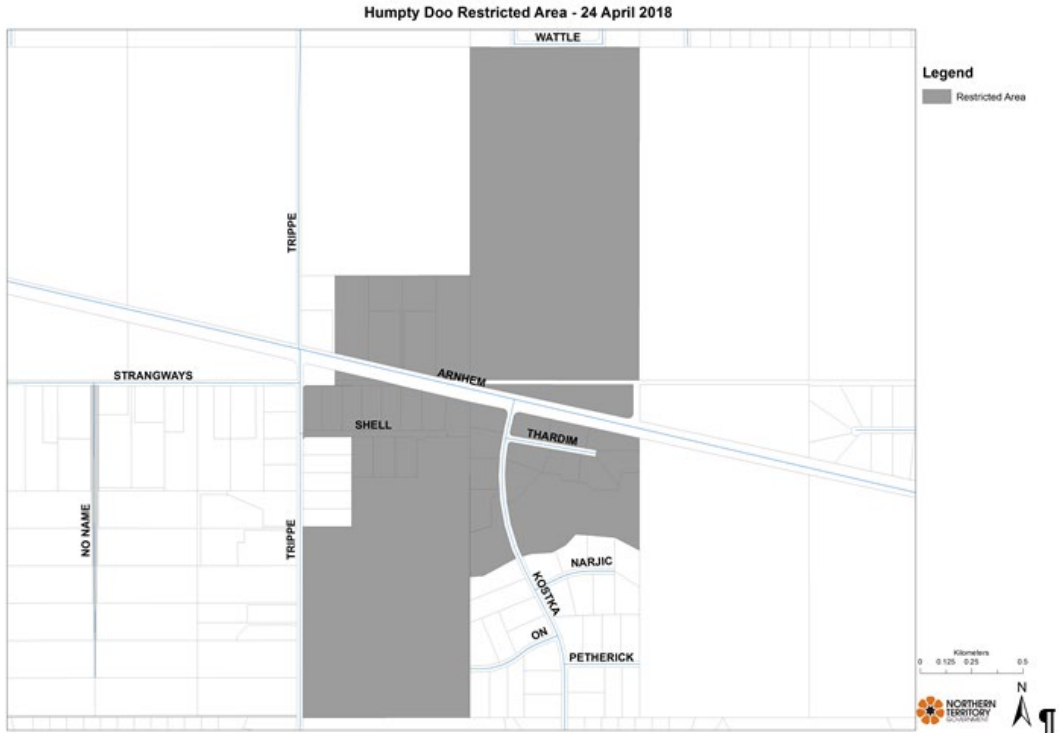 Humpty Doo Restricted Area - 24 April 2018
WATTLE
Legend
Restricted Area
TRIPPE
STRANGWAYS
ARNHEM
SHELL
THARDIM
NO NAME
TRIPPE
NARJIC
KOSTKA
ON
PETHERICK
Kilometers
0 0.125 0.25 0.5
N
NORTHERN
TERRITORY
GOVERNMENT
¶